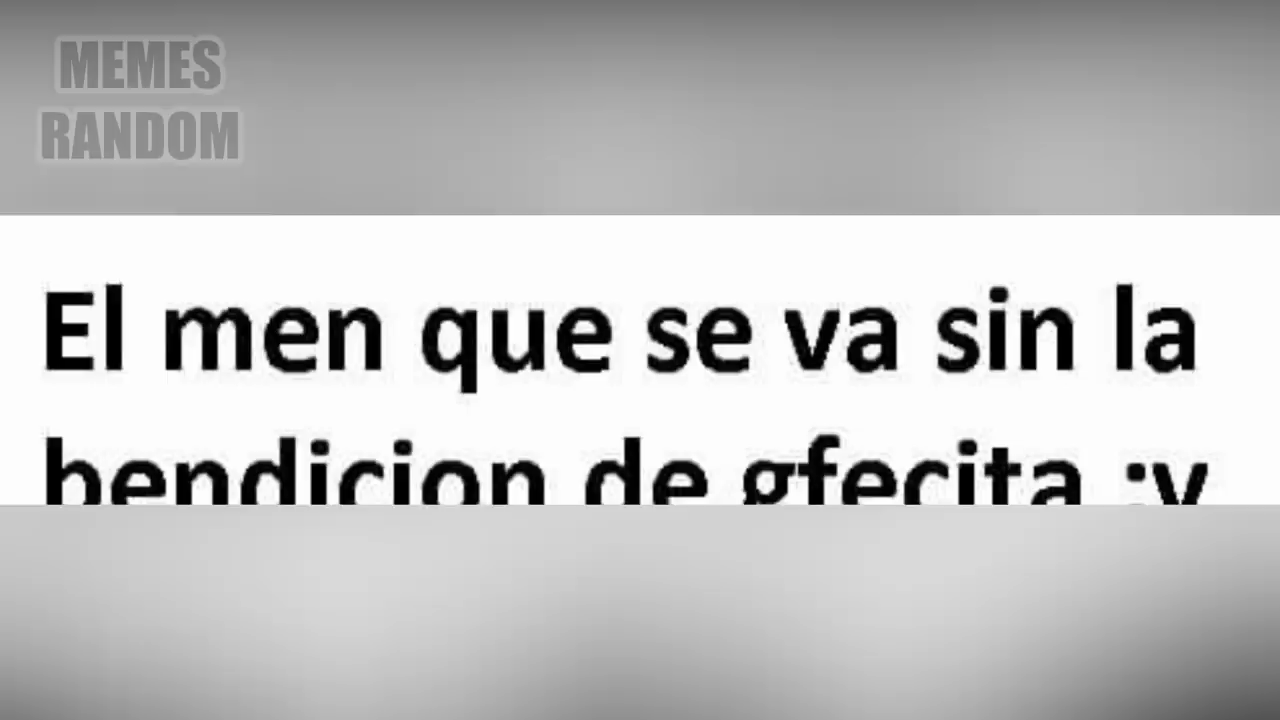 MEMES
RANDOM
El men que se va sin la
bendicion de gfecita :v